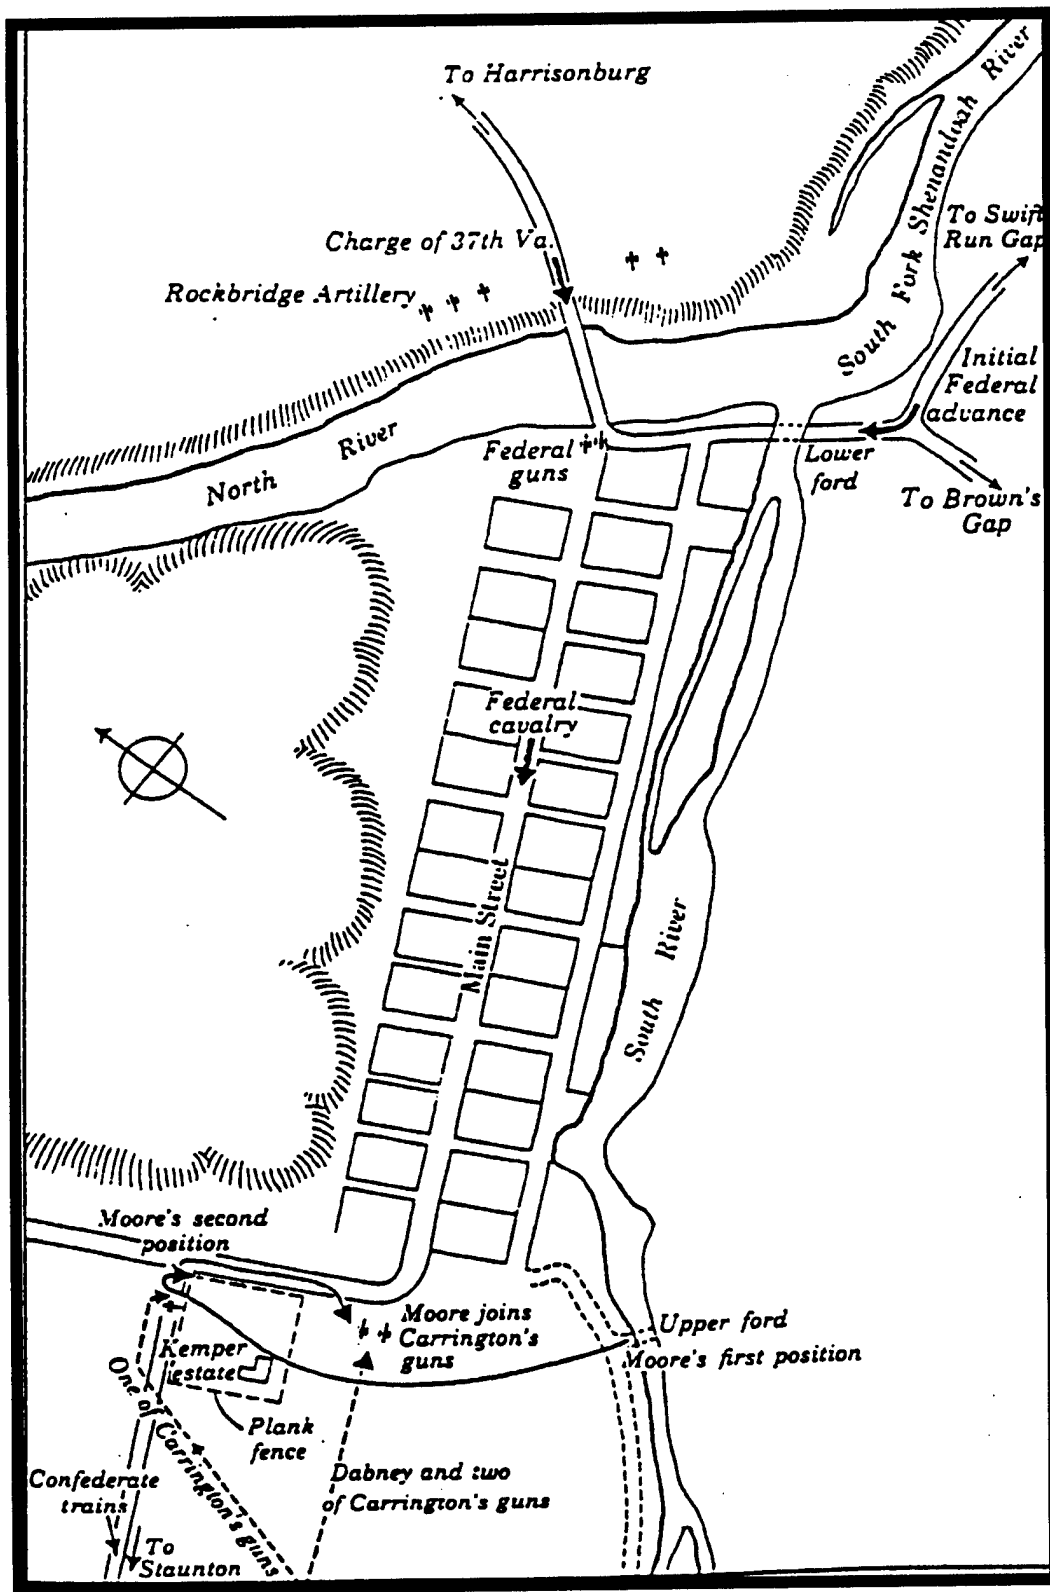 To Harrisonburg
South Fork Shenandoah River
To Swift
Run Gap
Charge of 37th Va.
Rockbridge Artillery
Initial
Federal
advance
North River
Federal
guns
Lower
ford
To Brown's
Gap
Federal
cavalry
Main Street
South River
Moore's second
position
Moore joins
Carrington's
guns
Upper ford
Moore's first position
Kemper
estate
One of Carrington's guns
Plank
fence
Confederate
trains
Dabney and two
of Carrington's guns
To
Staunton